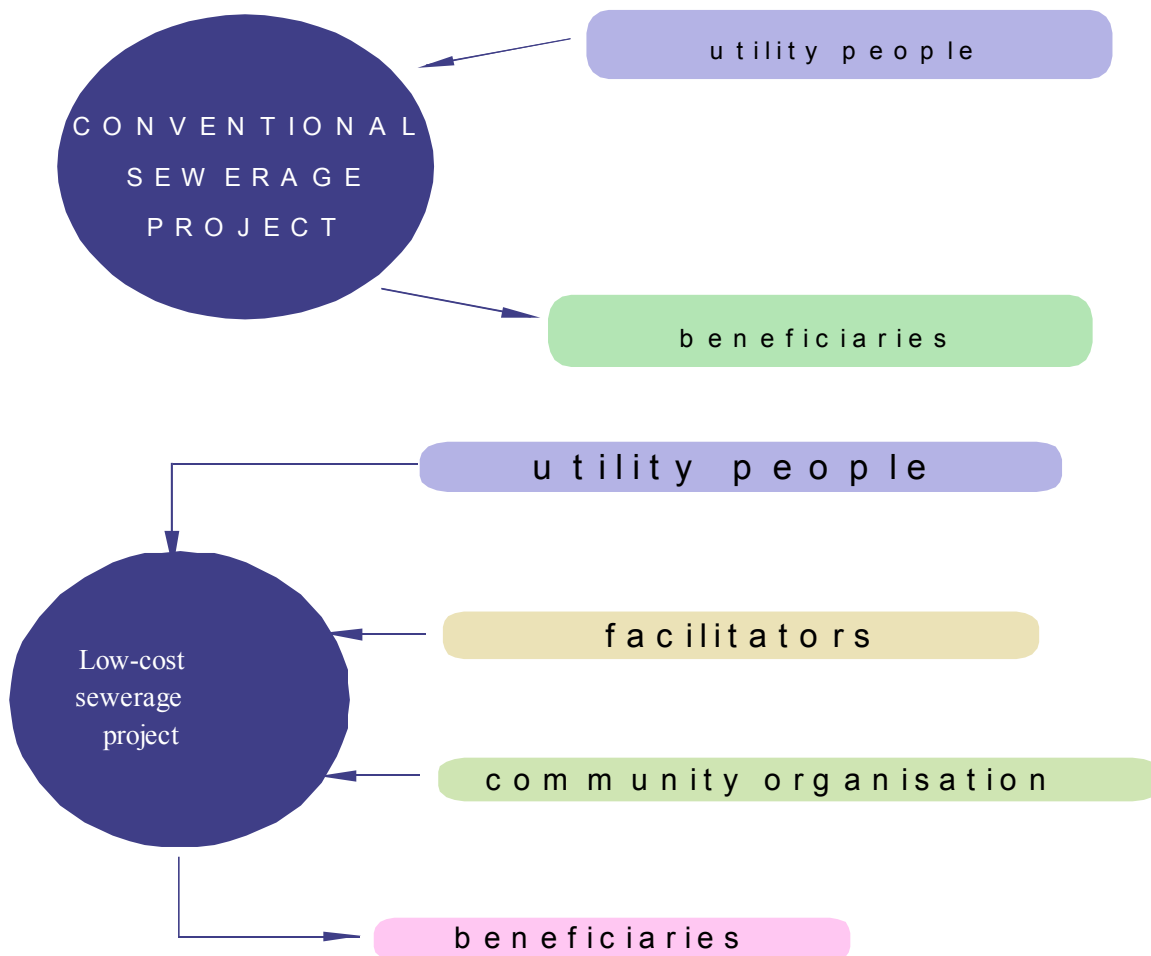 utility people
CONVENTIONAL
SEWERAGE
PROJECT
beneficiaries
utility people
facilitators
Low-cost
sewerage
project
community organisation
beneficiaries